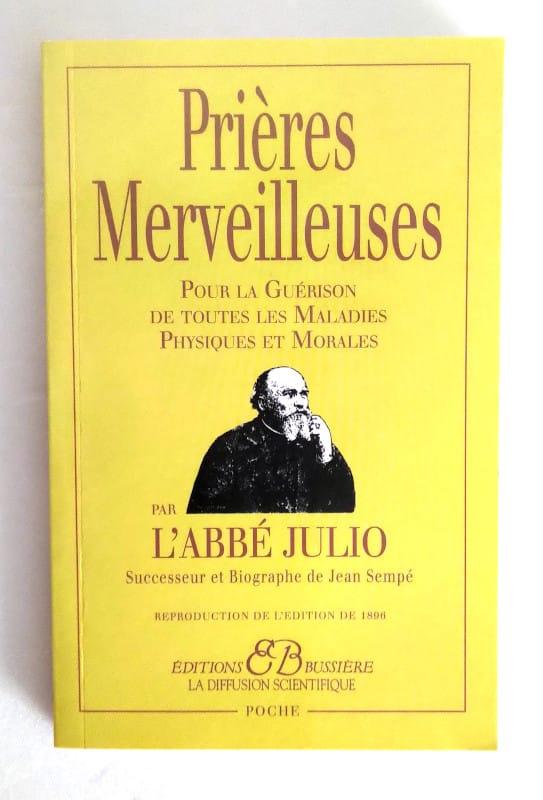 Prières
Merveilleuses
POUR LA GUÉRISON
DE TOUTES LES MALADIES
PHYSIQUES ET MORALES
PAR
L'ABBÉ JULIO
Successeur et Biographe de Jean Sempé
REPRODUCTION DE L'EDITION DE 1896
ÉDITIONS EB BUSSIÈRE
LA DIFFUSION SCIENTIFIQUE
POCHE